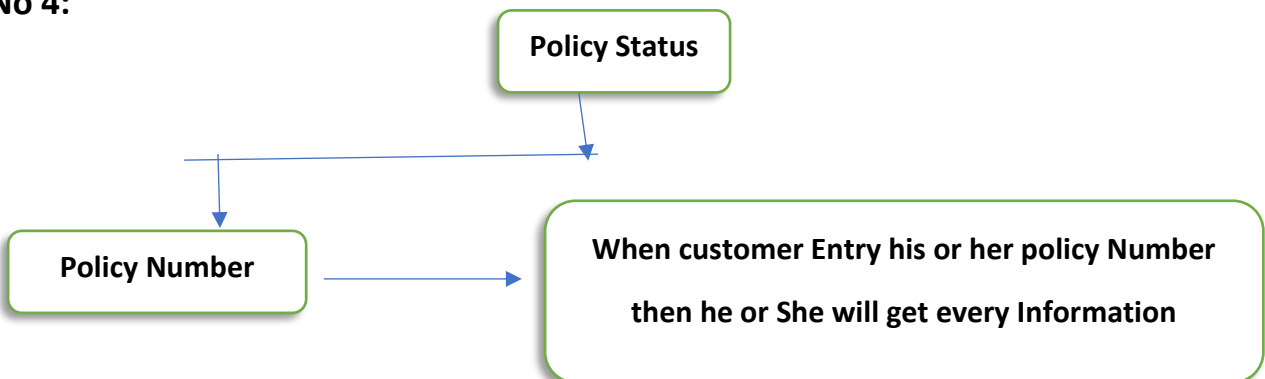 No 4:
Policy Status
Policy Number
When customer Entry his or her policy Number
then he or She will get every Information